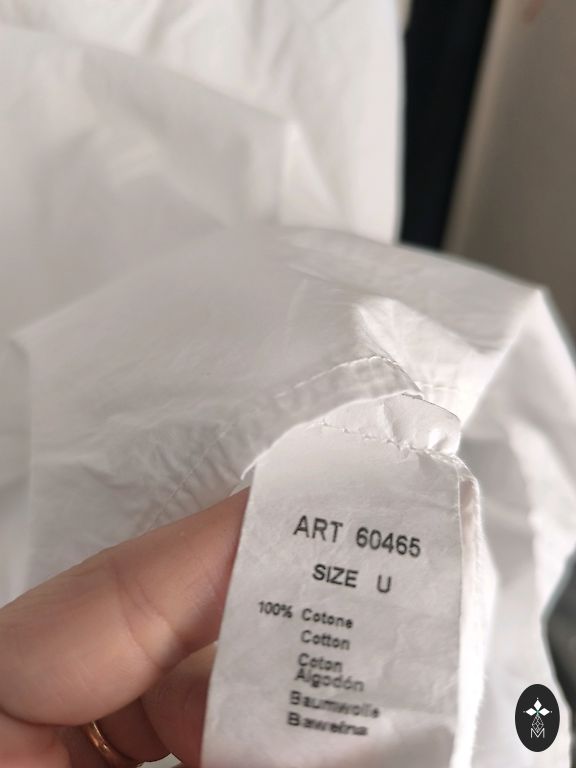 ART 60465
SIZE U
100% Cotone
Cotton
Coton
Algodón
Baumwolle
Bawełna
M